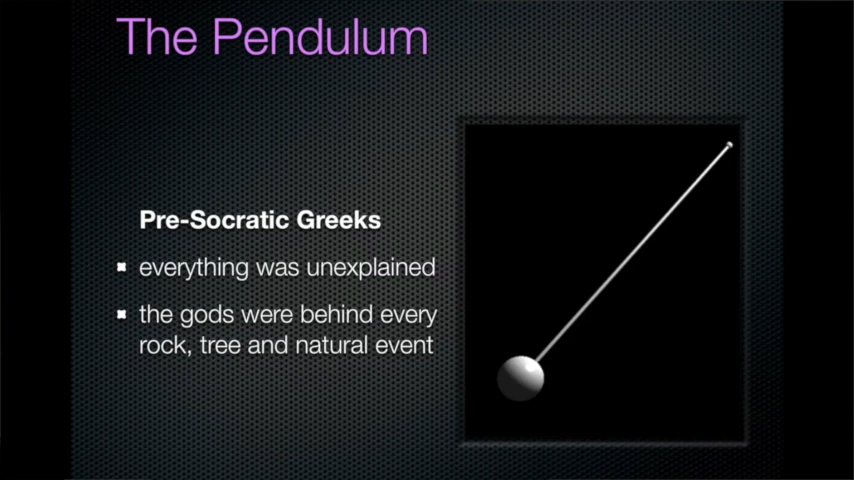 The Pendulum
Pre-Socratic Greeks
everything was unexplained
the gods were behind every
rock, tree and natural event